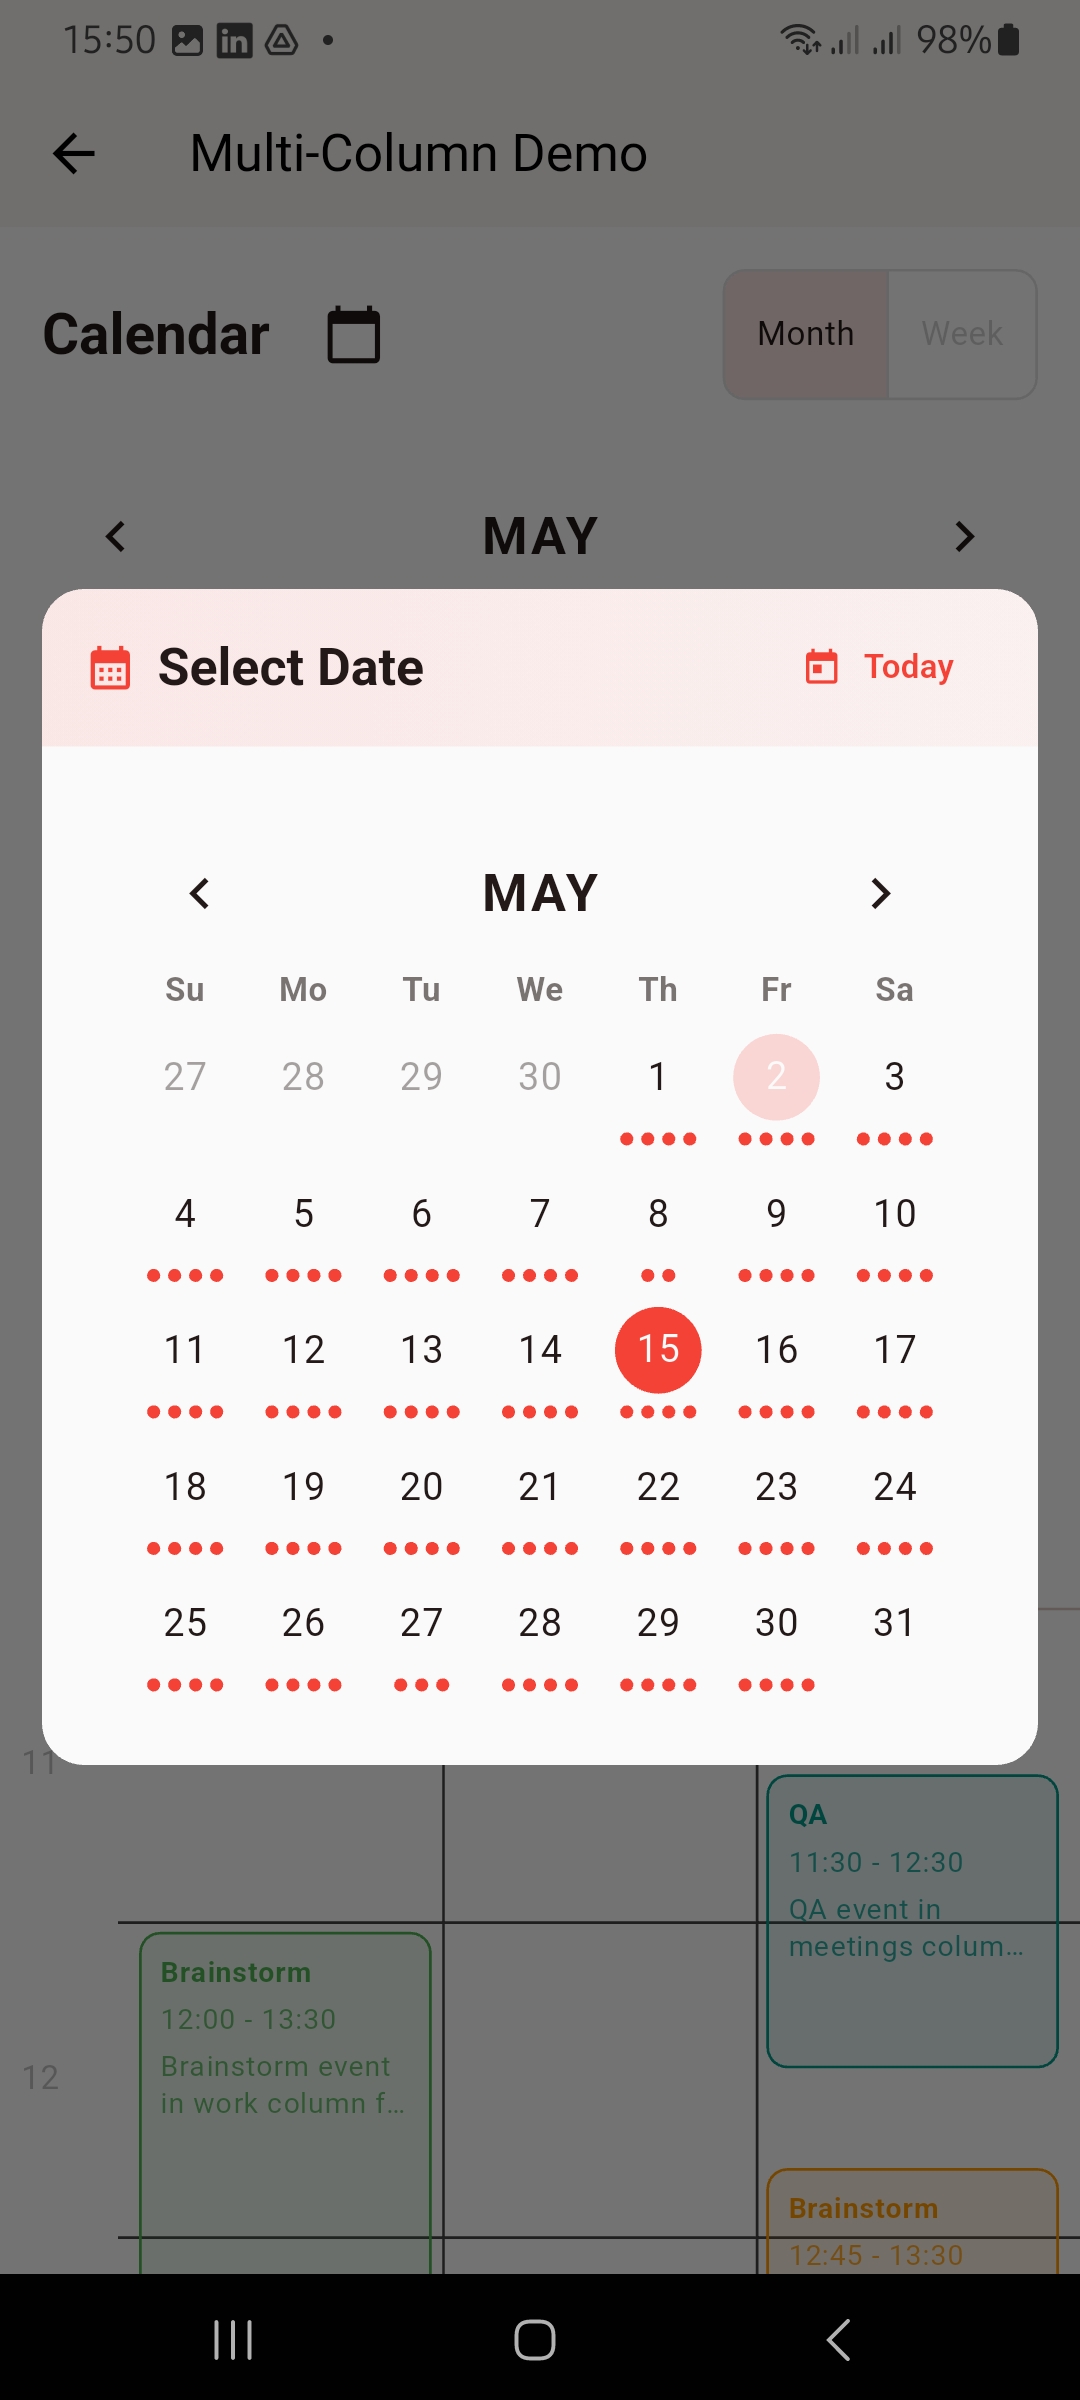 15:50 98%
Multi-Column Demo
Calendar Month Week
MAY
Select Date Today
MAY
Su Mo Tu We Th Fr Sa
27 28 29 30 1 2 3
4 5 6 7 8 9 10
11 12 13 14 15 16 17
18 19 20 21 22 23 24
25 26 27 28 29 30 31
11
QA
11:30 - 12:30
QA event in
meetings colum...
Brainstorm
12:00 - 13:30
Brainstorm event
in work column f...
12
Brainstorm
12:45 - 13:30